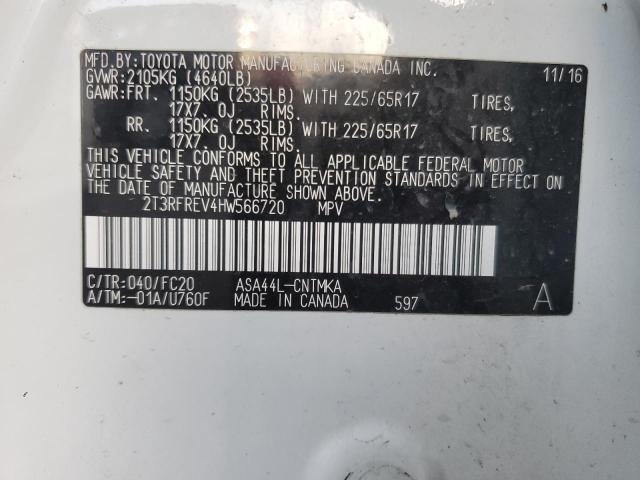 MFD.BY:TOYOTA MOTOR MANUFACTURING CANADA INC. 11/16
GVWR:2105KG (4640LB)
GAWR:FRT. 1150KG (2535LB) WITH 225/65R17 TIRES,
17X7.0J RIMS.
RR. 1150KG (2535LB) WITH 225/65R17 TIRES,
17X7.0J RIMS.
THIS VEHICLE CONFORMS TO ALL APPLICABLE FEDERAL MOTOR
VEHICLE SAFETY AND THEFT PREVENTION STANDARDS IN EFFECT ON
THE DATE OF MANUFACTURE SHOWN ABOVE.
2T3RFREV4HW566720 MPV
C/TR:040/FC20 ASA44L-CNTMKA
A/TM:-01A/U760F MADE IN CANADA 597 A